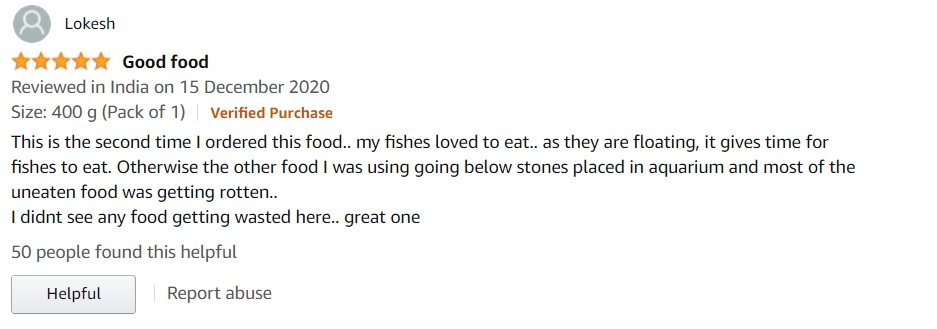 Lokesh
Good food
Reviewed in India on 15 December 2020
Size: 400 g (Pack of 1) Verified Purchase
This is the second time I ordered this food.. my fishes loved to eat.. as they are floating, it gives time for
fishes to eat. Otherwise the other food I was using going below stones placed in aquarium and most of the
uneaten food was getting rotten..
I didnt see any food getting wasted here.. great one
50 people found this helpful
Helpful Report abuse